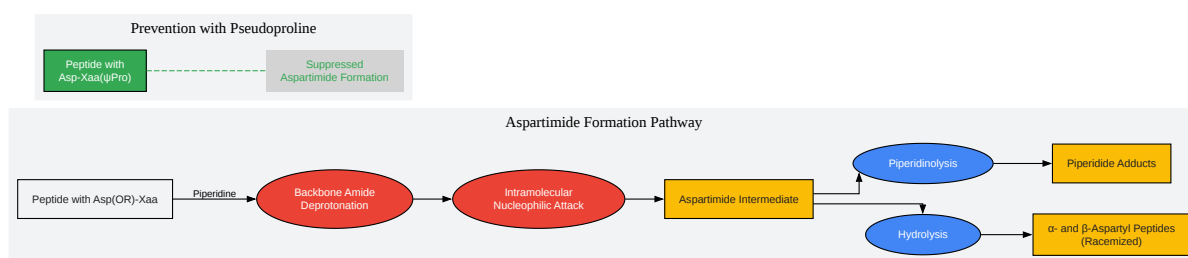 Prevention with Pseudoproline
Peptide with
Asp-Xaa(ψPro)
Suppressed
Aspartimide Formation
Aspartimide Formation Pathway
Peptide with Asp(OR)-Xaa
Piperidine
Backbone Amide
Deprotonation
Intramolecular
Nucleophilic Attack
Aspartimide Intermediate
Piperidinolysis
Piperidide Adducts
Hydrolysis
α- and β-Aspartyl Peptides
(Racemized)